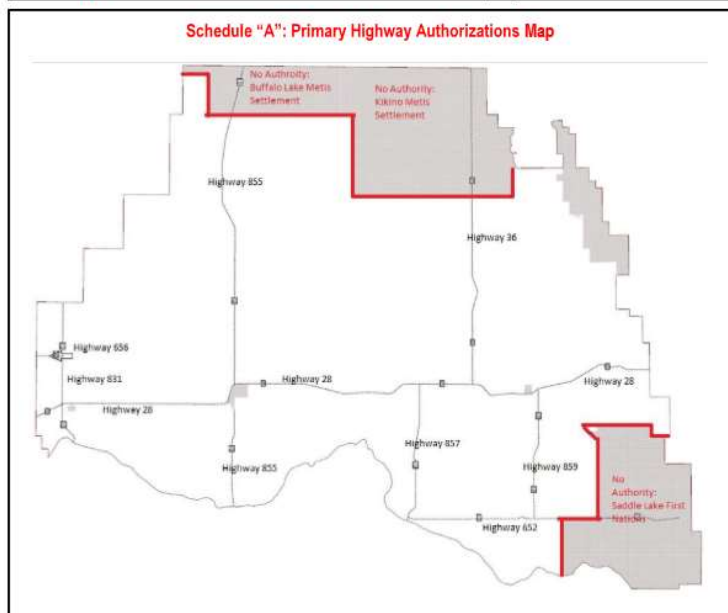 Schedule “A”: Primary Highway Authorizations Map
No Authroity:
Buffalo Lake Metis
Settlement
No Authority:
Kikino Metis
Settlement
Highway 855
Highway 36
Highway 656
Highway 831
Highway 28
Highway 28
Highway 28
Highway 857
Highway 855
Highway 859
No
Authority:
Saddle Lake First
Nations
Highway 652